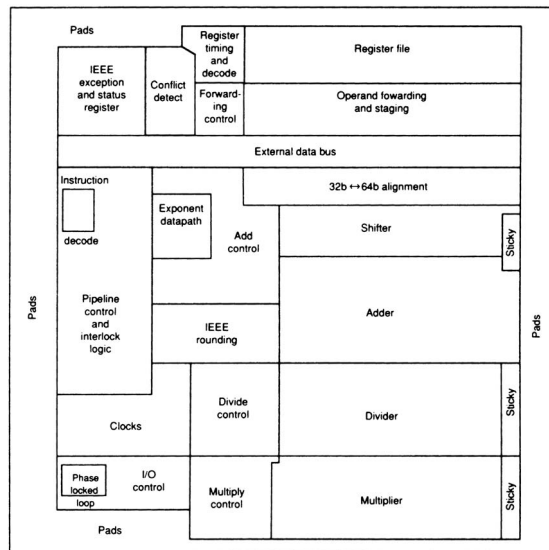 Pads
IEEE
exception
and status
register
Conflict
detect
Register
timing
and
decode
Forward-
ing
control
Register file
Operand fowarding
and staging
External data bus
Instruction
decode
Pipeline
control
and
interlock
logic
Exponent
datapath
Add
control
32b ↔ 64b alignment
Shifter
Sticky
Adder
IEEE
rounding
Pads
Pads
Clocks
Divide
control
Divider
Sticky
Phase
locked
loop
I/O
control
Multiply
control
Multiplier
Sticky
Pads